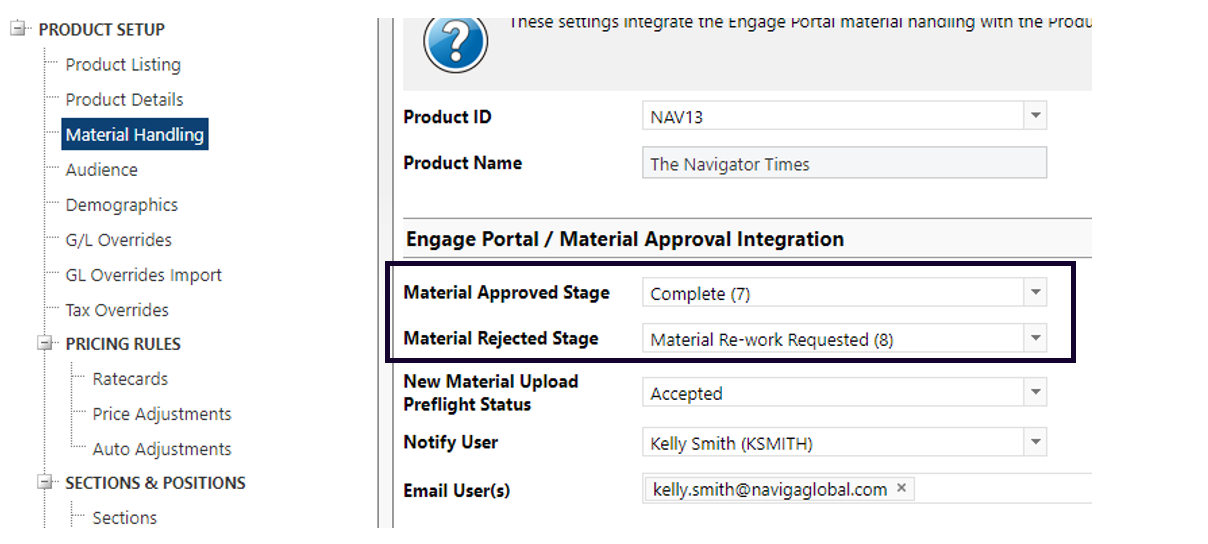 PRODUCT SETUP
Product Listing
Product Details
Material Handling
Audience
Demographics
G/L Overrides
GL Overrides Import
Tax Overrides
PRICING RULES
Ratecards
Price Adjustments
Auto Adjustments
SECTIONS & POSITIONS
Sections
?
These settings integrate the Engage Portal material handling with the Produ
Product ID
NAV13
Product Name
The Navigator Times
Engage Portal / Material Approval Integration
Material Approved Stage
Complete (7)
Material Rejected Stage
Material Re-work Requested (8)
New Material Upload
Preflight Status
Accepted
Notify User
Kelly Smith (KSMITH)
Email User(s)
kelly.smith@navigaglobal.com ×